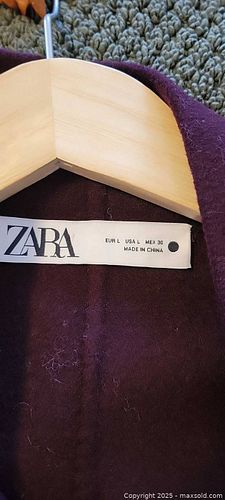 ZARA
EUR L USA L MEX 30
MADE IN CHINA
Copyright 2025 - maxsold.com